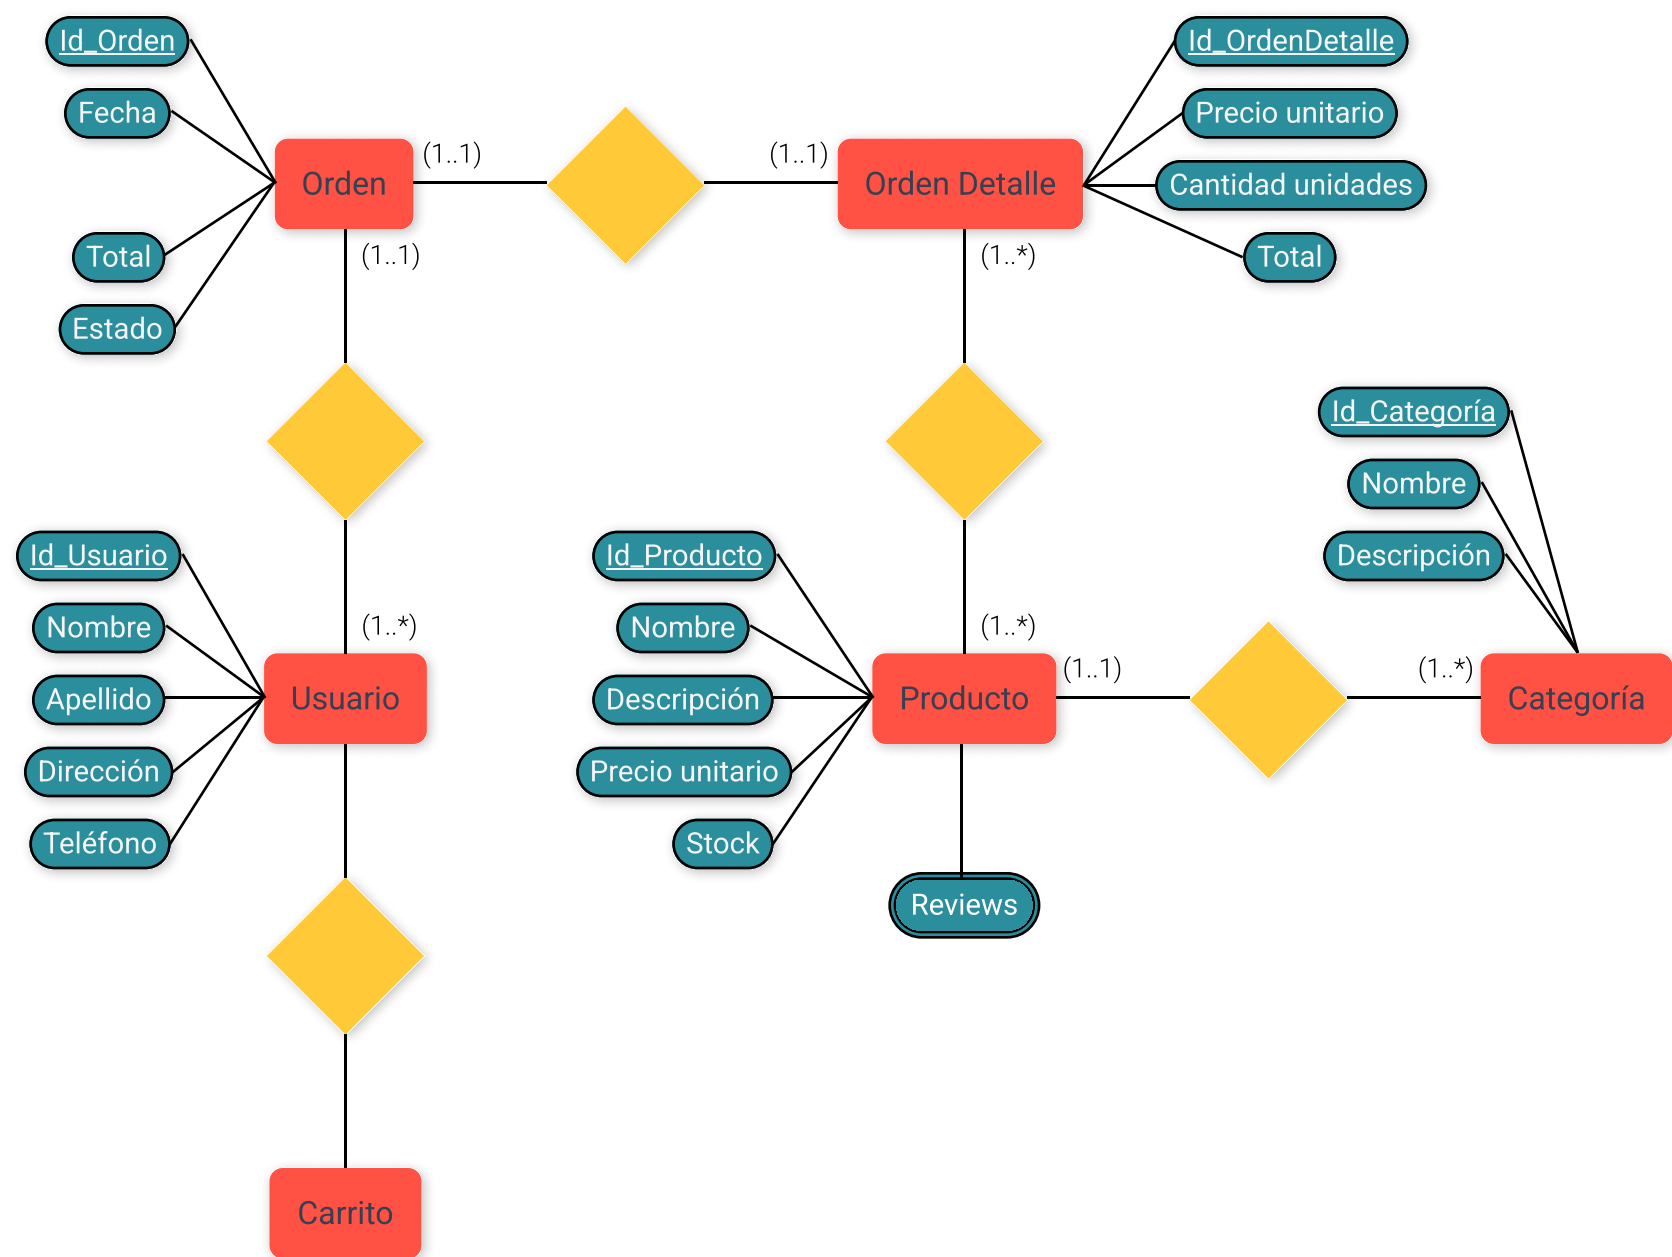 Id_Orden
Fecha
Total
Estado
Orden
(1..1)
(1..1)
(1..1)
Orden Detalle
(1..*)
Id_OrdenDetalle
Precio unitario
Cantidad unidades
Total
Id_Usuario
Nombre
Apellido
Dirección
Teléfono
(1..*)
Usuario
Id_Producto
Nombre
Descripción
Precio unitario
Stock
(1..*)
Producto
(1..1)
Reviews
Id_Categoría
Nombre
Descripción
(1..*)
Categoría
Carrito